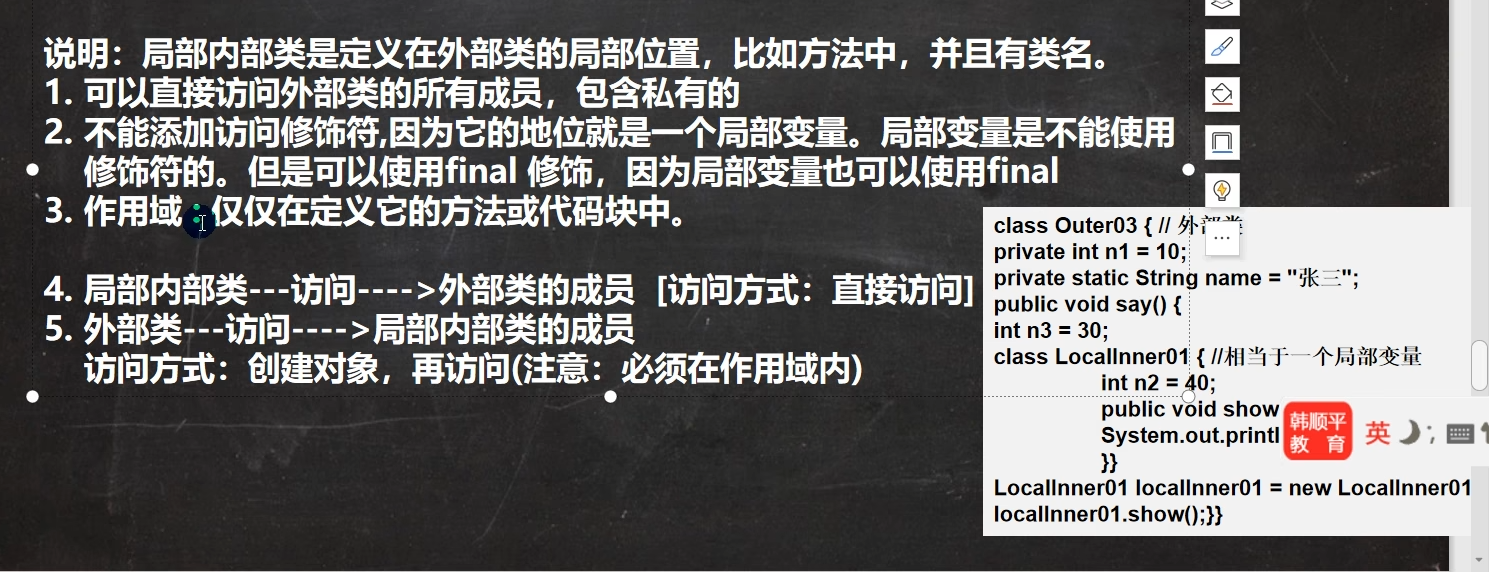 说明：局部内部类是定义在外部类的局部位置，比如方法中，并且有类名。
1. 可以直接访问外部类的所有成员，包含私有的
2. 不能添加访问修饰符,因为它的地位就是一个局部变量。局部变量是不能使用
修饰符的。但是可以使用final 修饰，因为局部变量也可以使用final
3. 作用域：仅仅在定义它的方法或代码块中。
4. 局部内部类---访问---->外部类的成员 [访问方式：直接访问]
5. 外部类---访问---->局部内部类的成员
访问方式：创建对象，再访问(注意：必须在作用域内)
class Outer03 { // 外部类
private int n1 = 10;
private static String name = "张三";
public void say() {
int n3 = 30;
class LocalInner01 { //相当于一个局部变量
int n2 = 40;
public void show
System.out.printl
}}
LocalInner01 localInner01 = new LocalInner01
localInner01.show();}}
韩顺平
教 育
英